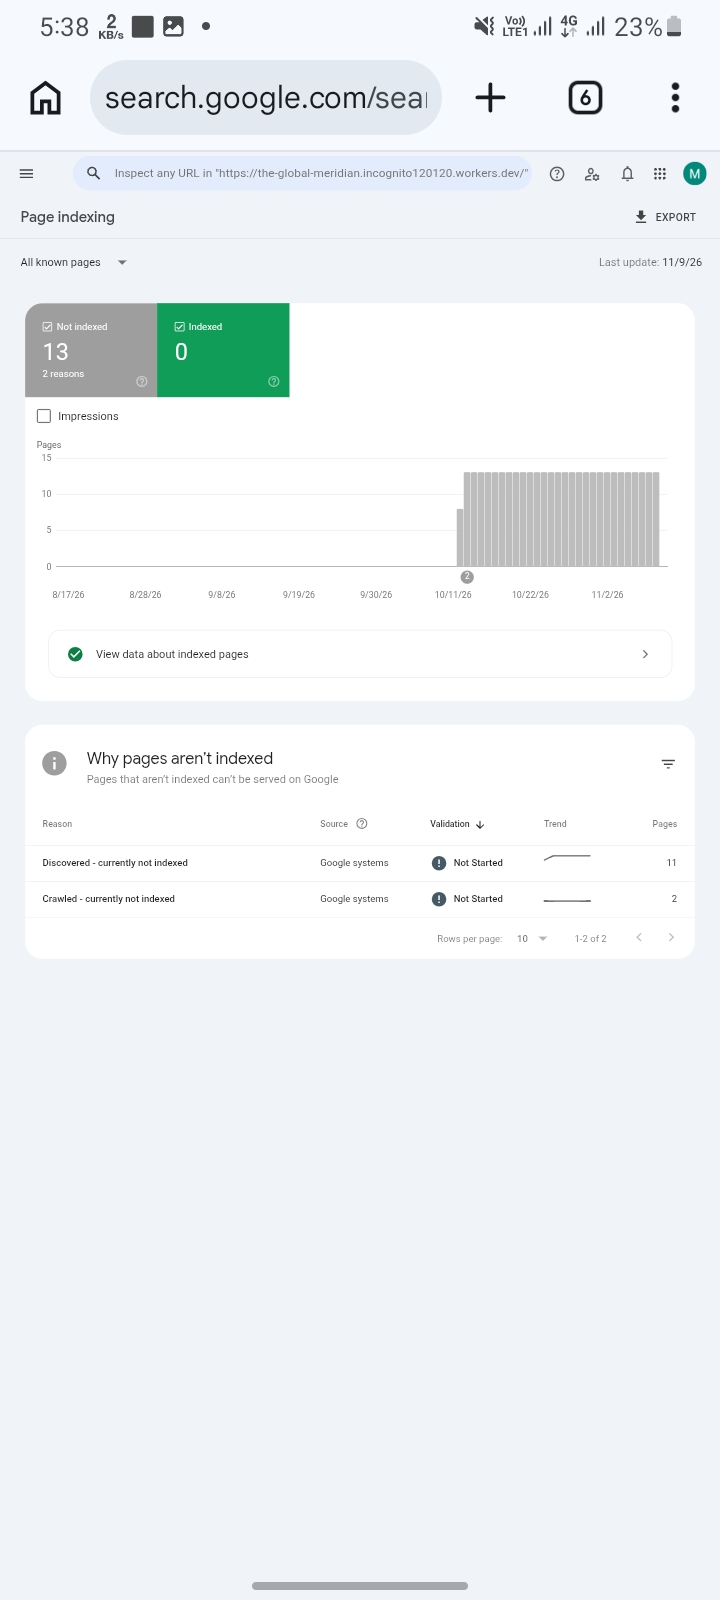 5:38 2 KB/s Vo)) LTE1 4G 23%
search.google.com/sear 6
Inspect any URL in "https://the-global-meridian.incognito120120.workers.dev/" M
Page indexing EXPORT
All known pages Last update: 11/9/26
Not indexed Indexed
13 0
2 reasons
Impressions
Pages
15
10
5
0
2
8/17/26 8/28/26 9/8/26 9/19/26 9/30/26 10/11/26 10/22/26 11/2/26
View data about indexed pages
Why pages aren't indexed
Pages that aren't indexed can't be served on Google
Reason Source Validation Trend Pages
Discovered - currently not indexed Google systems Not Started 11
Crawled - currently not indexed Google systems Not Started 2
Rows per page: 10 1-2 of 2